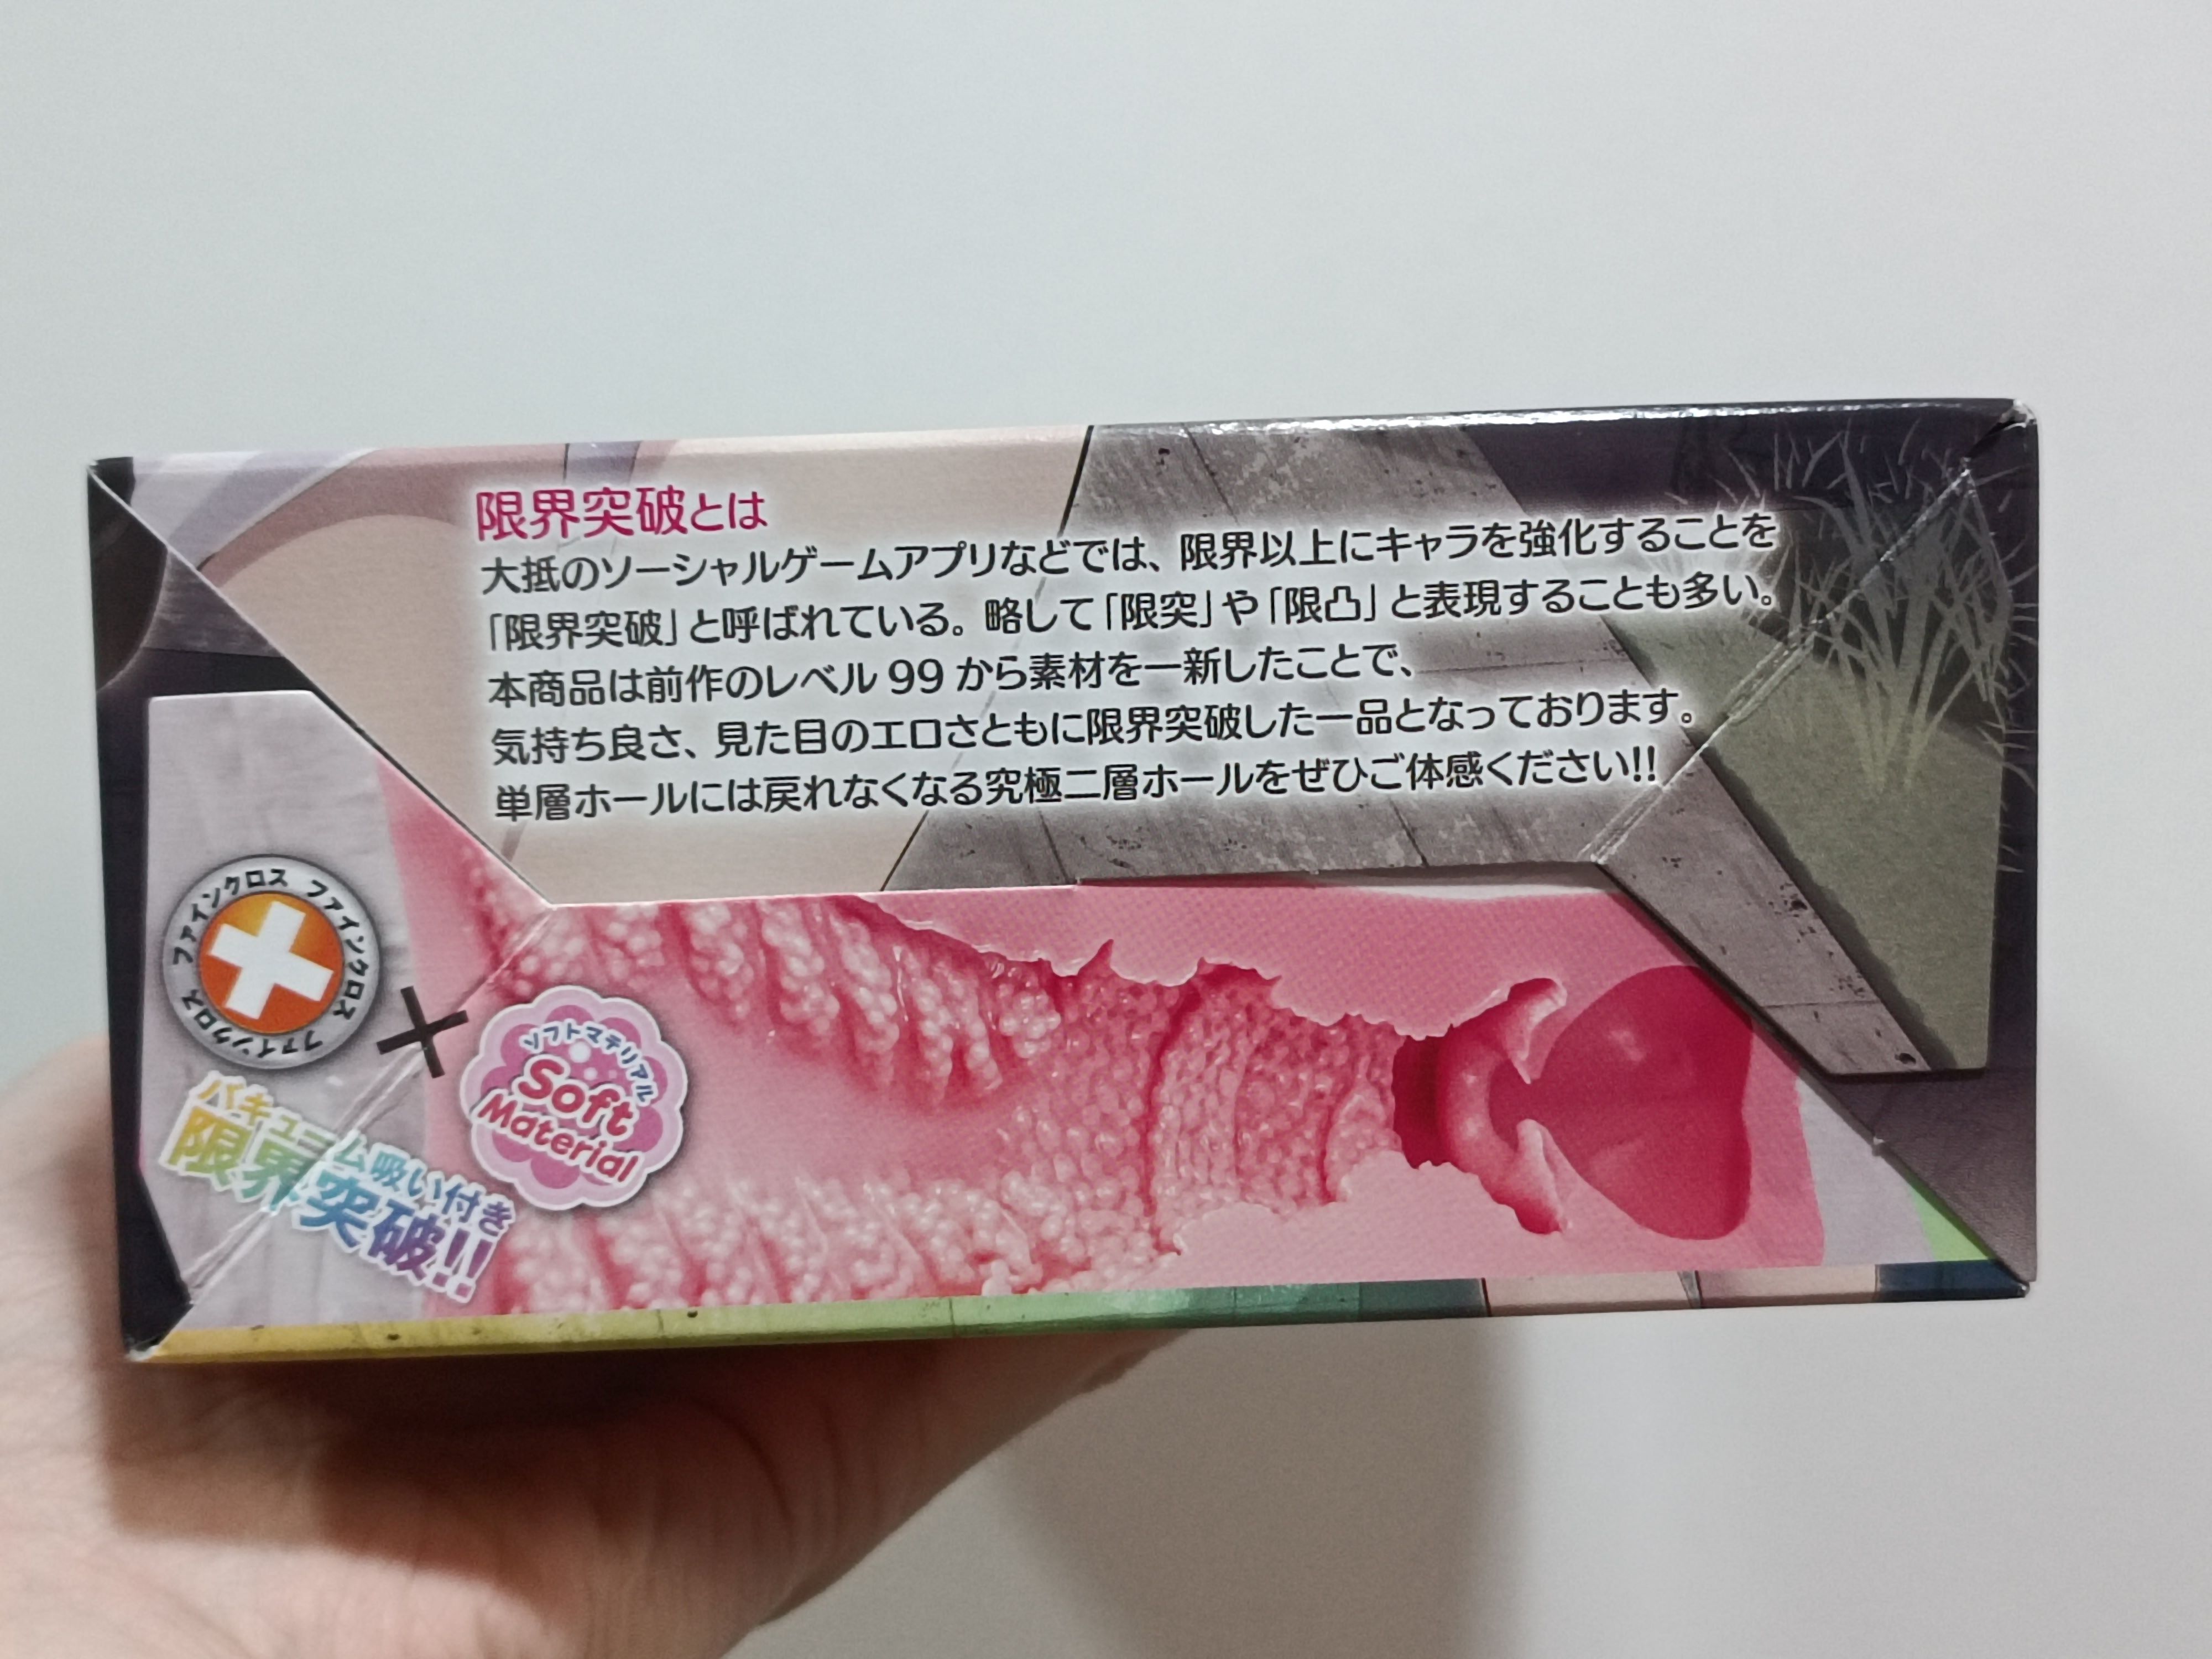 限界突破とは
大抵のソーシャルゲームアプリなどでは、限界以上にキャラを強化することを
「限界突破」と呼ばれている。略して「限突」や「限凸」と表現することも多い。
本商品は前作のレベル99から素材を一新したことで、
気持ち良さ、見た目のエロさともに限界突破した一品となっております。
単層ホールには戻れなくなる究極二層ホールをぜひご体感ください!!
ファインクロス ファインクロス ファインクロス ファインクロス
+
ソフトマテリアル
Soft
Material
バキューム吸い付き
限界突破!!